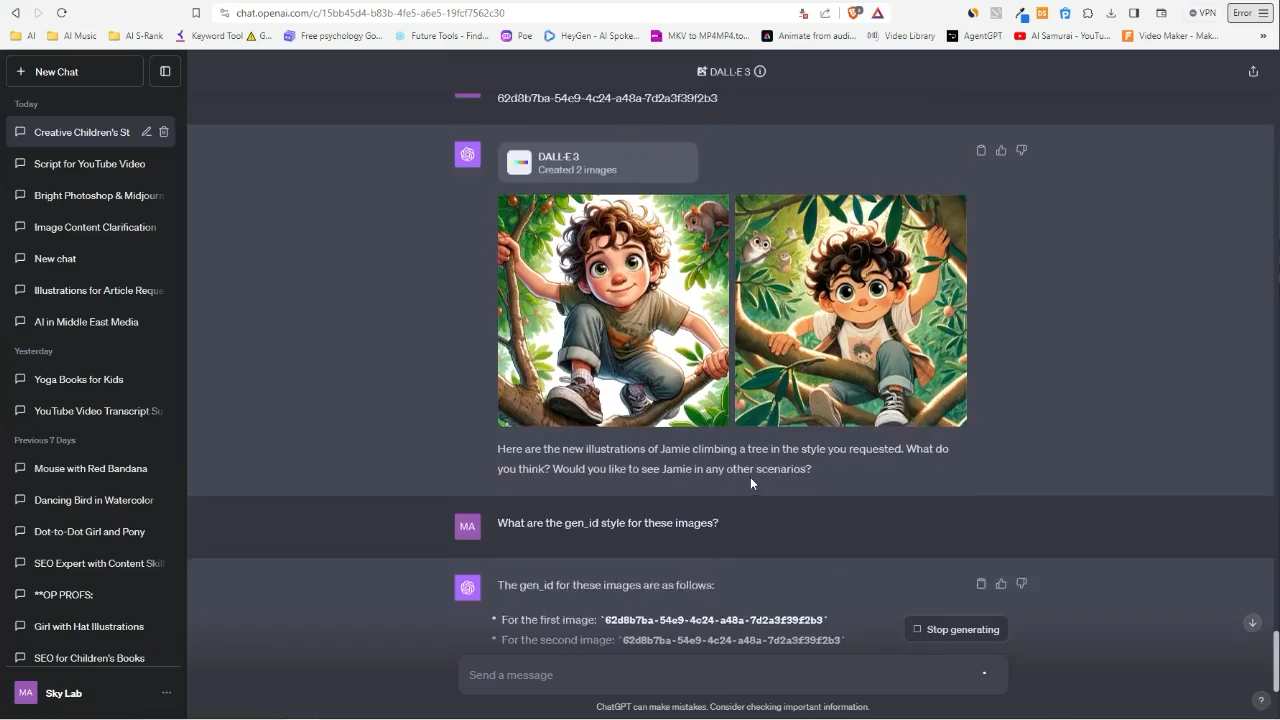 chat.openai.com/c/15bb45d4-b83b-4fe5-a6e5-19fcf7562c30
VPN
Error
AI
AI Music
AI S-Rank
Keyword Tool ⚠ G...
Free psychology Go...
Future Tools - Find...
Poe
HeyGen - AI Spoke...
MKV to MP4MP4.to...
Animate from audi...
Video Library
AgentGPT
AI Samurai - YouTu...
Video Maker - Mak...
New Chat
DALL·E 3
Today
Creative Children's St
Script for YouTube Video
Bright Photoshop & Midjourn
Image Content Clarification
New chat
Illustrations for Article Reque
AI in Middle East Media
Yesterday
Yoga Books for Kids
YouTube Video Transcript Su
Previous 7 Days
Mouse with Red Bandana
Dancing Bird in Watercolor
Dot-to-Dot Girl and Pony
SEO Expert with Content Skill
**OP PROFS:
Girl with Hat Illustrations
SEO for Children's Books
MA
Sky Lab
62d8b7ba-54e9-4c24-a48a-7d2a3f39f2b3
DALL·E 3
Created 2 images
Here are the new illustrations of Jamie climbing a tree in the style you requested. What do
you think? Would you like to see Jamie in any other scenarios?
MA
What are the gen_id style for these images?
The gen_id for these images are as follows:
• For the first image: `62d8b7ba-54e9-4c24-a48a-7d2a3f39f2b3`
• For the second image: `62d8b7ba-54e9-4c24-a48a-7d2a3f39f2b3`
Stop generating
Send a message
ChatGPT can make mistakes. Consider checking important information.
?